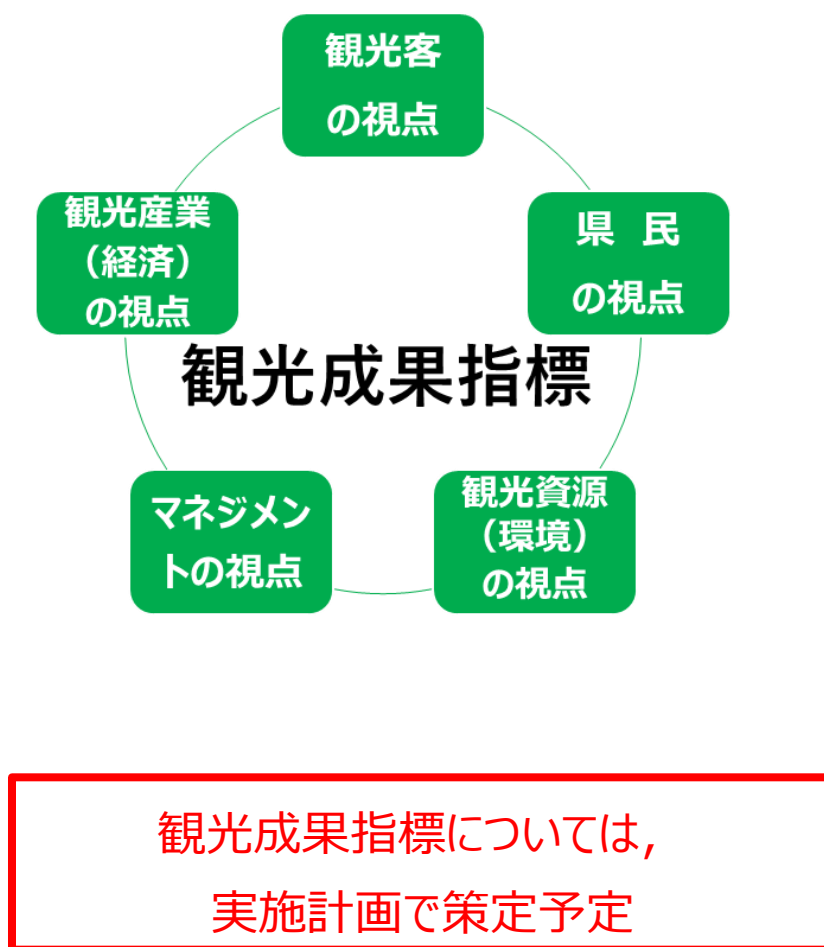 観光客
の視点
観光産業
（経済）
の視点
県　民
の視点
観光成果指標
マネジメン
トの視点
観光資源
（環境）
の視点
観光成果指標については,
実施計画で策定予定